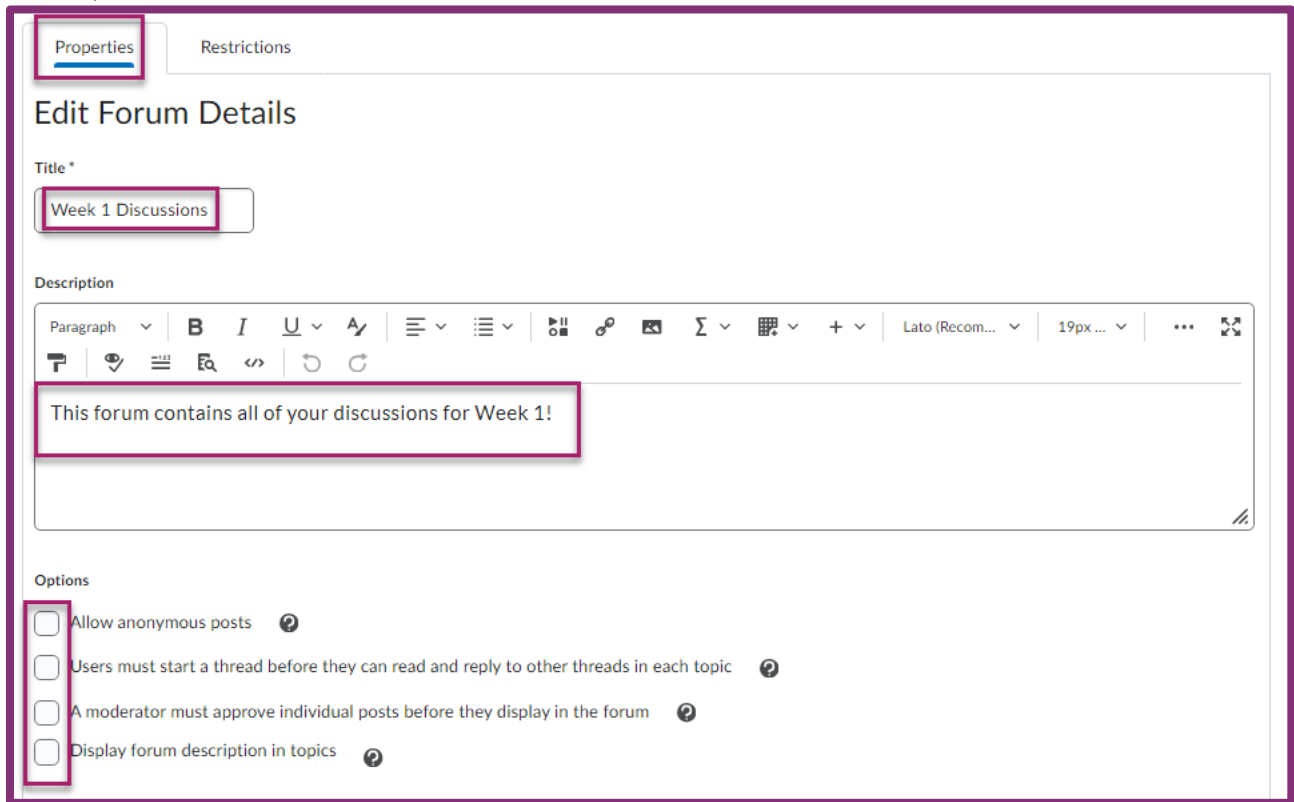 Properties Restrictions
Edit Forum Details
Title *
Week 1 Discussions
Description
Paragraph B I U A Σ + Lato (Recom... 19px ... ...
</>
This forum contains all of your discussions for Week 1!
Options
Allow anonymous posts ?
Users must start a thread before they can read and reply to other threads in each topic ?
A moderator must approve individual posts before they display in the forum ?
Display forum description in topics ?